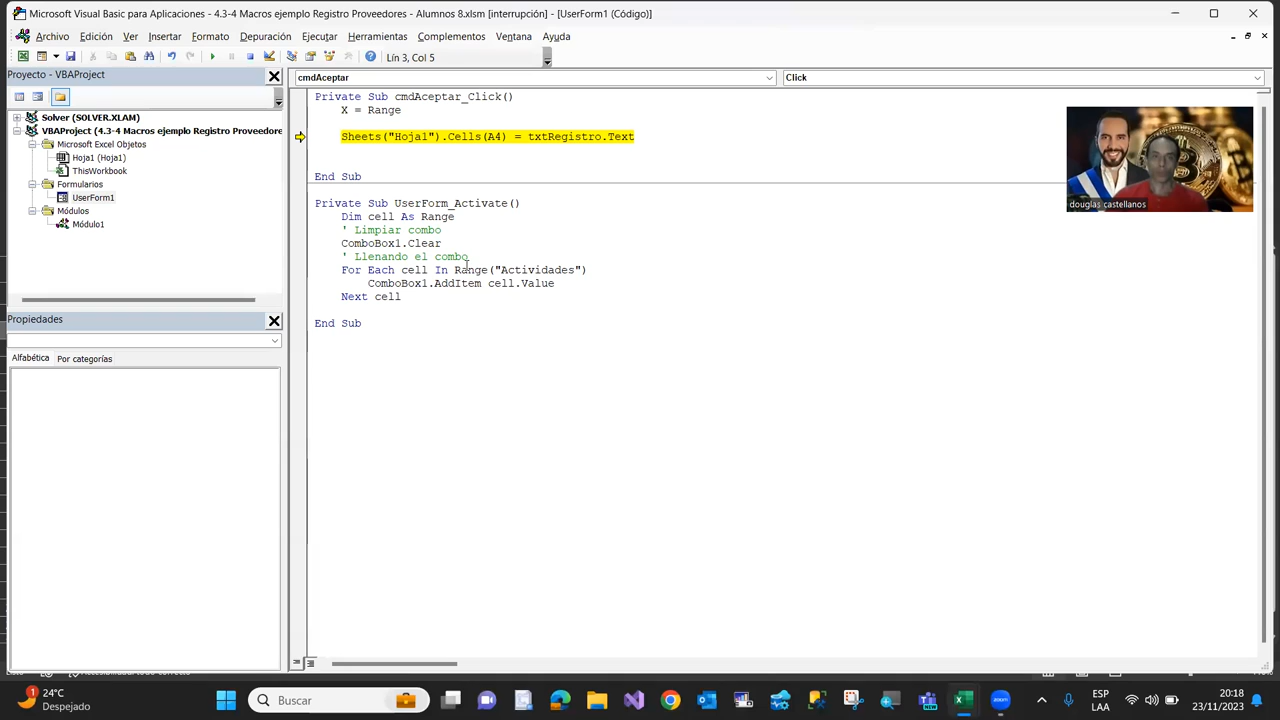 Microsoft Visual Basic para Aplicaciones - 4.3-4 Macros ejemplo Registro Proveedores - Alumnos 8.xlsm [interrupción] - [UserForm1 (Código)]
Archivo Edición Ver Insertar Formato Depuración Ejecutar Herramientas Complementos Ventana Ayuda
Lín 3, Col 5
Proyecto - VBAProject
cmdAceptar
Click
Solver (SOLVER.XLAM)
VBAProject (4.3-4 Macros ejemplo Registro Proveedore
Microsoft Excel Objetos
Hoja1 (Hoja1)
ThisWorkbook
Formularios
UserForm1
Módulos
Módulo1
Propiedades
Alfabética Por categorías
Private Sub cmdAceptar_Click()
X = Range
Sheets("Hoja1").Cells(A4) = txtRegistro.Text
End Sub
Private Sub UserForm_Activate()
Dim cell As Range
' Limpiar combo
ComboBox1.Clear
' Llenando el combo
For Each cell In Range("Actividades")
ComboBox1.AddItem cell.Value
Next cell
End Sub
douglas castellanos
24°C
Despejado
Buscar
ESP
LAA
20:18
23/11/2023